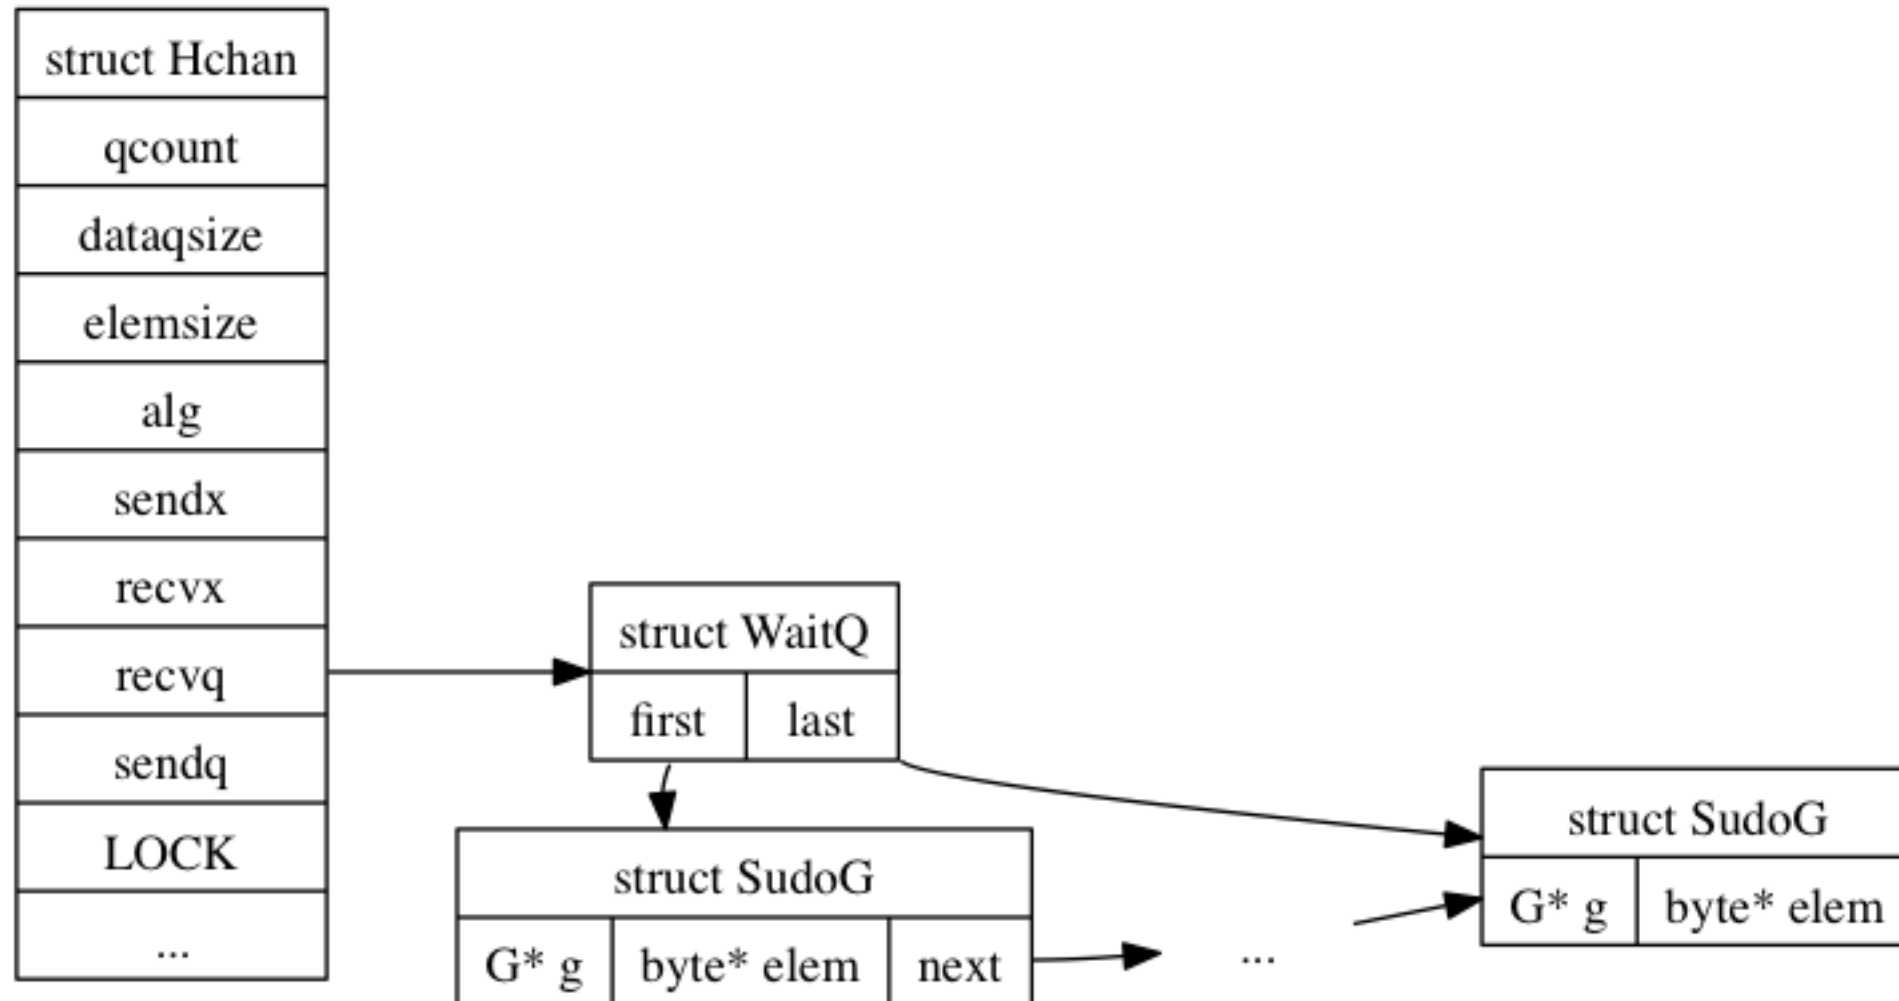 struct Hchan
qcount
dataqsize
elemsize
alg
sendx
recvx
recvq
sendq
LOCK
...
struct WaitQ
first last
struct SudoG
G* g byte* elem next
...
struct SudoG
G* g byte* elem